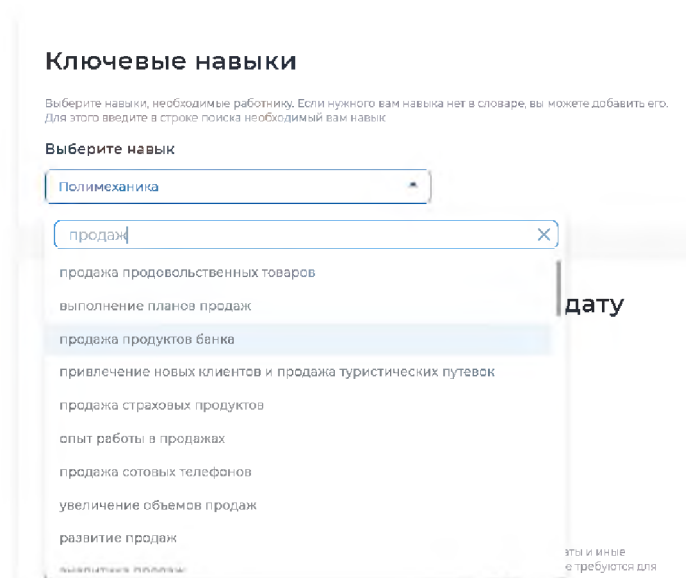 Ключевые навыки
Выберите навыки, необходимые работнику. Если нужного вам навыка нет в словаре, вы можете добавить его.
Для этого введите в строке поиска необходимый вам навык
Выберите навык
Полимеханика
продаж
продажа продовольственных товаров
выполнение планов продаж
дату
продажа продуктов банка
привлечение новых клиентов и продажа туристических путевок
продажа страховых продуктов
опыт работы в продажах
продажа сотовых телефонов
увеличение объемов продаж
развитие продаж
аты и иные
е требуются для
аналитика продаж